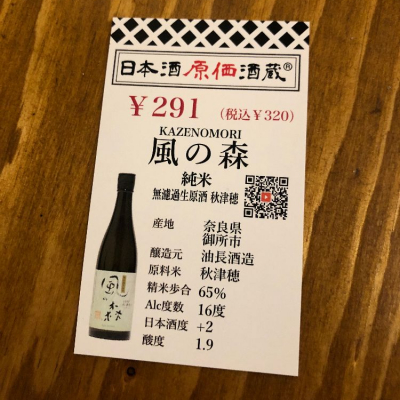 日本酒原価酒蔵®
￥291 （税込￥320）
KAZENOMORI
風の森
純米
無濾過生原酒 秋津穂
産地 奈良県
御所市
醸造元 油長酒造
原料米 秋津穂
精米歩合 65%
Alc度数 16度
日本酒度 +2
酸度 1.9
風の森